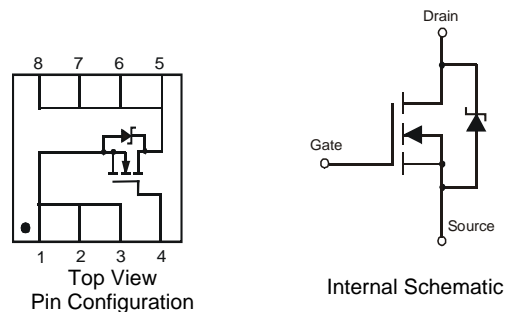 8 7 6 5
1 2 3 4
Top View
Pin Configuration
Drain
Gate
Source
Internal Schematic